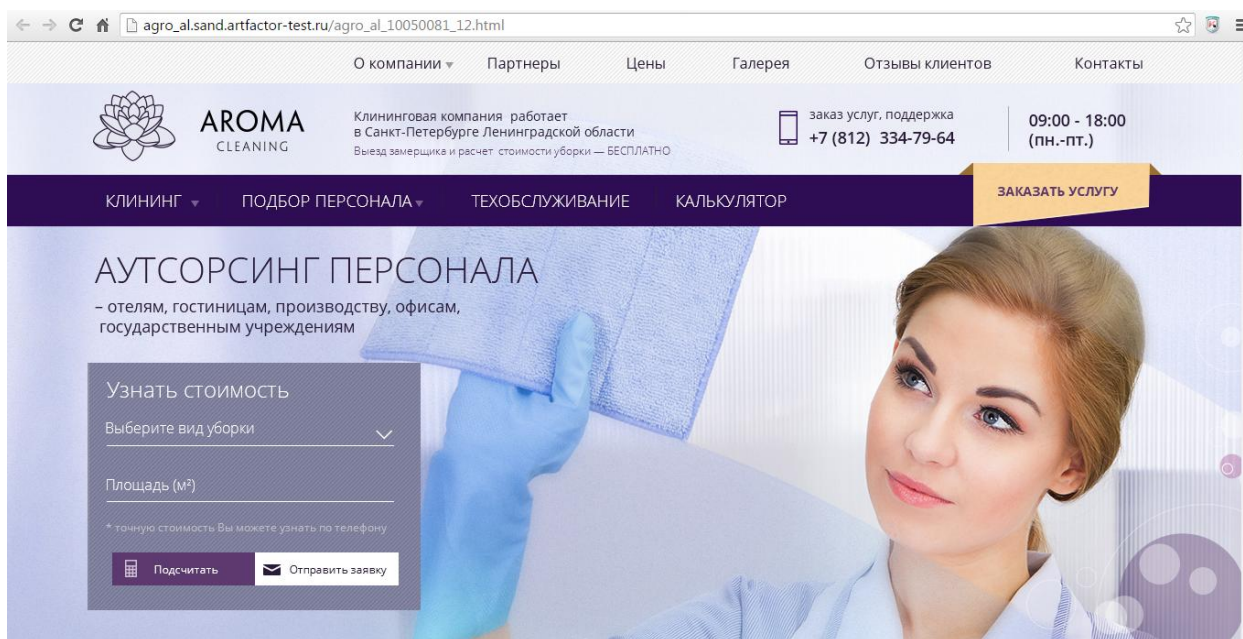 agro_al.sand.artfactor-test.ru/agro_al_10050081_12.html
О компании Партнеры Цены Галерея Отзывы клиентов Контакты
AROMA
CLEANING
Клининговая компания работает
в Санкт-Петербурге Ленинградской области
Выезд замерщика и расчет стоимости уборки — БЕСПЛАТНО
заказ услуг, поддержка
+7 (812) 334-79-64
09:00 - 18:00
(пн.-пт.)
КЛИНИНГ ПОДБОР ПЕРСОНАЛА ТЕХОБСЛУЖИВАНИЕ КАЛЬКУЛЯТОР
ЗАКАЗАТЬ УСЛУГУ
АУТСОРСИНГ ПЕРСОНАЛА
– отелям, гостиницам, производству, офисам,
государственным учреждениям
Узнать стоимость
Выберите вид уборки
Площадь (м²)
* точную стоимость Вы можете узнать по телефону
Подсчитать Отправить заявку